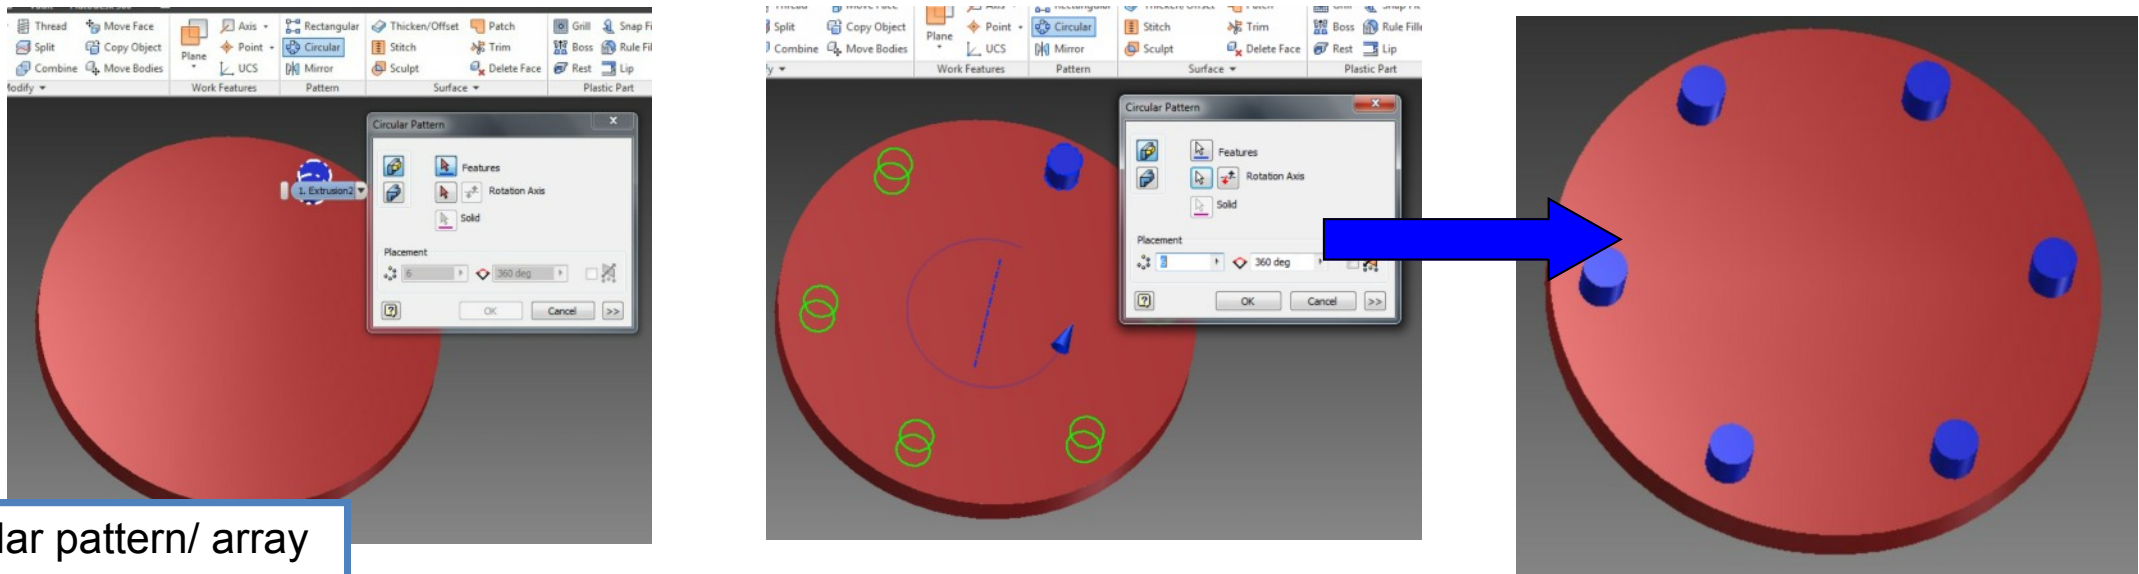 Thread Move Face Axis Rectangular Thicken/Offset Patch Grill Snap Fi
Split Copy Object Point Circular Stitch Trim Boss Rule Fil
Combine Move Bodies Plane UCS Mirror Sculpt Delete Face Rest Lip
Modify Work Features Pattern Surface Plastic Part
Circular Pattern
Features
1. Extrusion2
Rotation Axis
Solid
Placement
6 360 deg
OK Cancel >>
lar pattern/ array
Split Copy Object Plane Point Circular Stitch Trim Boss Rule Fille
Combine Move Bodies UCS Mirror Sculpt Delete Face Rest Lip
Work Features Pattern Surface Plastic Part
Circular Pattern
Features
Rotation Axis
Solid
Placement
360 deg
OK Cancel >>